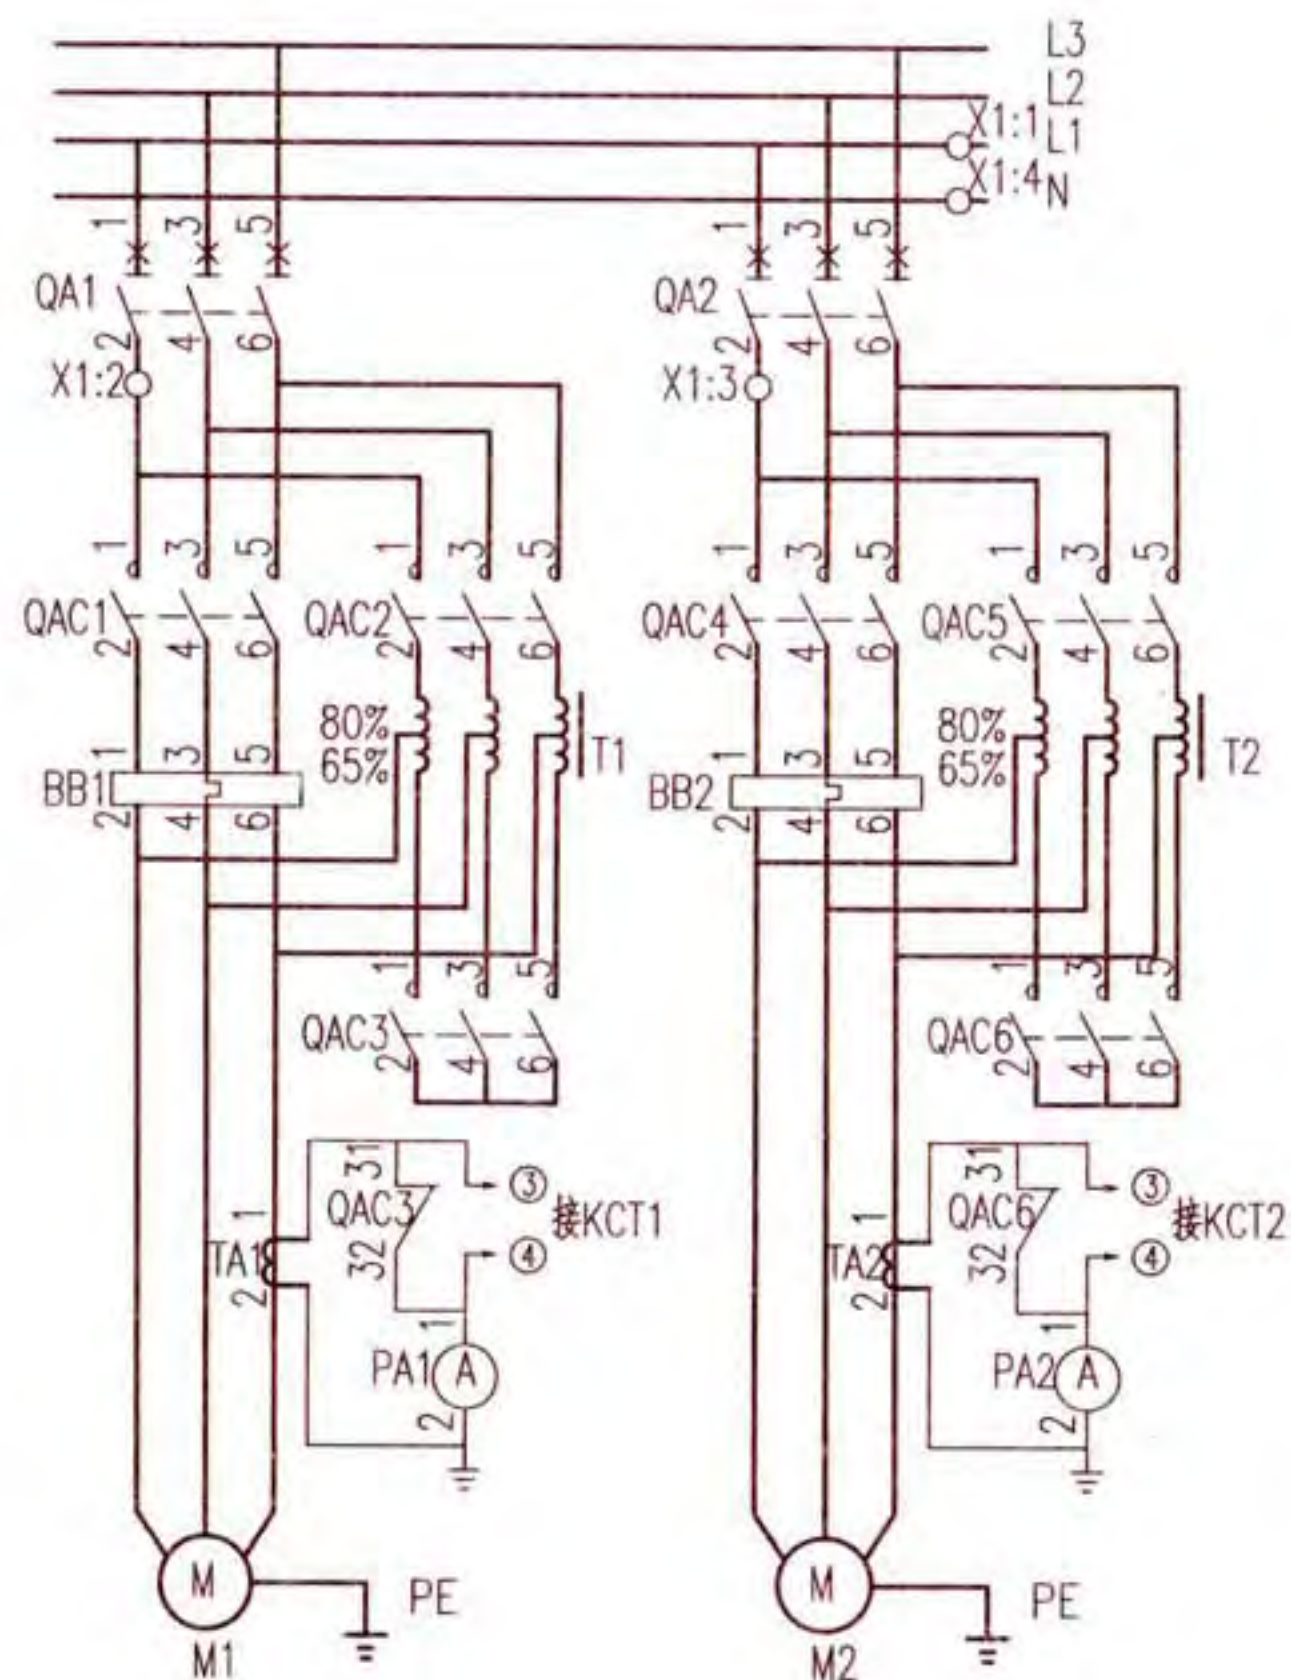 L3
L2
X1:1 L1
X1:4 N
1 3 5 1 3 5
QA1 QA2
2 4 6 2 4 6
X1:2 X1:3
1 3 5 1 3 5 1 3 5 1 3 5
QAC1 QAC2 QAC4 QAC5
2 4 6 2 4 6 2 4 6 2 4 6
80% 80%
65% T1 65% T2
1 3 5 1 3 5
BB1 BB2
2 4 6 2 4 6
1 3 5 1 3 5
QAC3 QAC6
2 4 6 2 4 6
31 ③ 31 ③
1 QAC3 接KCT1 1 QAC6 接KCT2
TA1 32 ④ TA2 32 ④
2 2
1 1
PA1 A PA2 A
2 2
M PE M PE
M1 M2